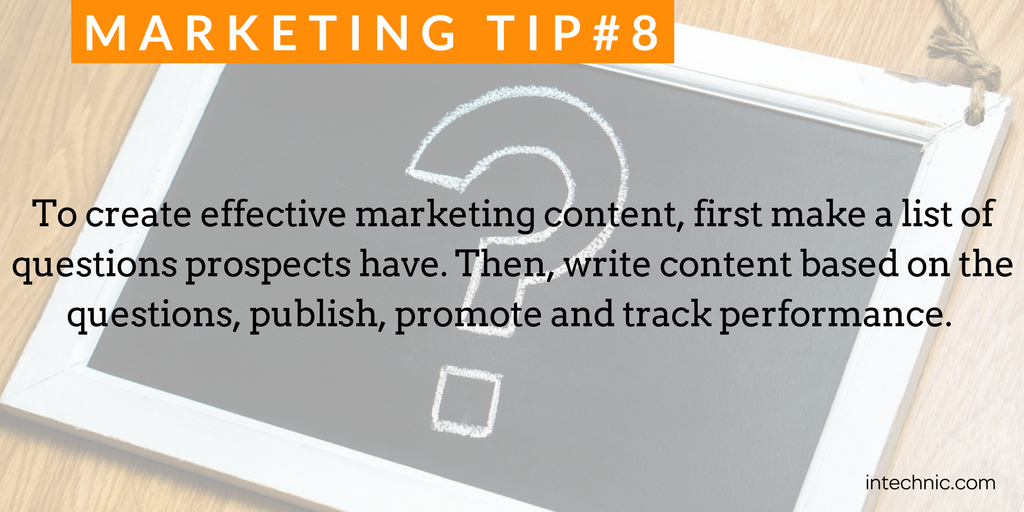 MARKETING TIP#8
To create effective marketing content, first make a list of
questions prospects have. Then, write content based on the
questions, publish, promote and track performance.
intechnic.com